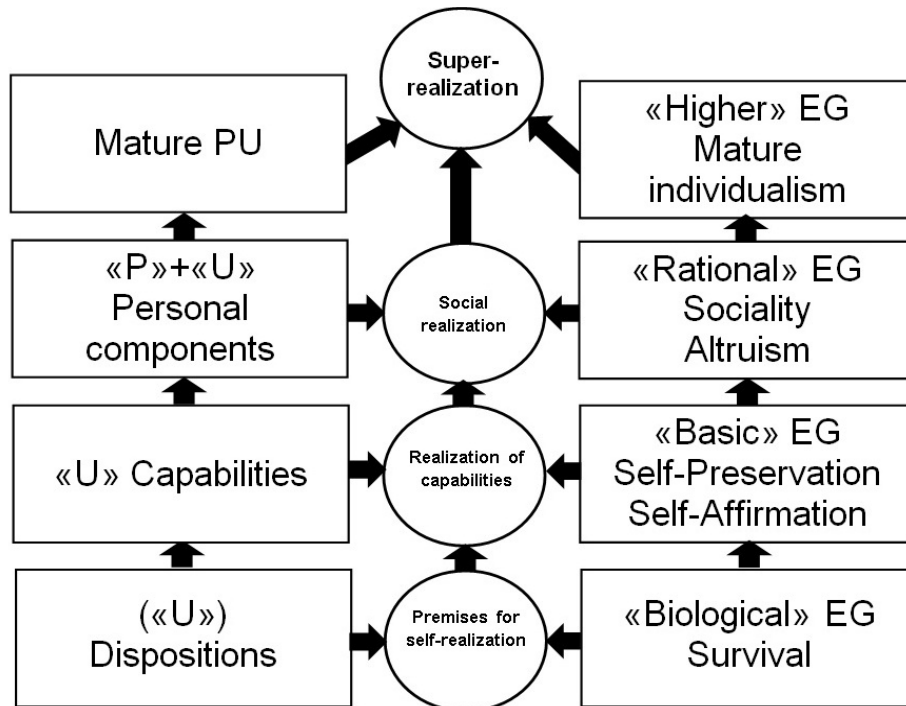 Super-
realization
Mature PU
«Higher» EG
Mature
individualism
«P»+«U»
Personal
components
Social
realization
«Rational» EG
Sociality
Altruism
«U» Capabilities
Realization of
capabilities
«Basic» EG
Self-Preservation
Self-Affirmation
(«U»)
Dispositions
Premises for
self-realization
«Biological» EG
Survival